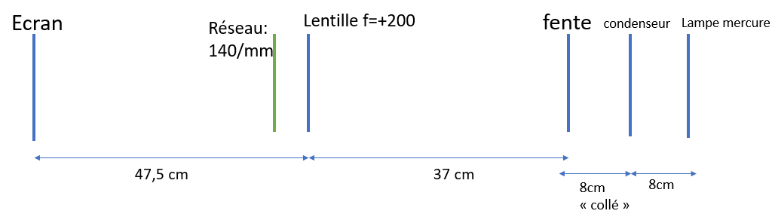 Ecran
Réseau:
140/mm
Lentille f=+200
fente
condenseur
Lampe mercure
47,5 cm
37 cm
8cm
« collé »
8cm